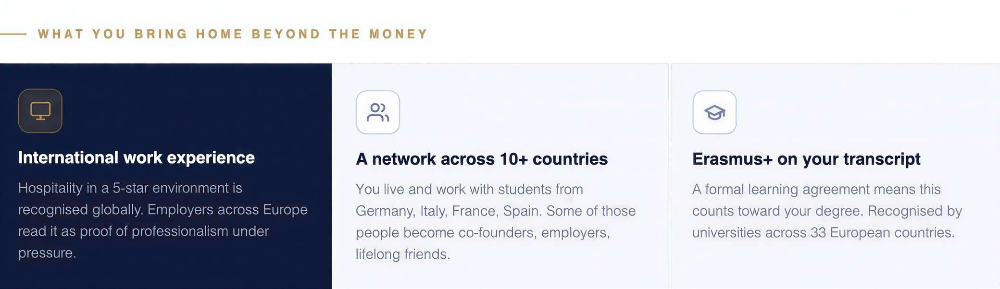 WHAT YOU BRING HOME BEYOND THE MONEY
International work experience
Hospitality in a 5-star environment is
recognised globally. Employers across Europe
read it as proof of professionalism under
pressure.
A network across 10+ countries
You live and work with students from
Germany, Italy, France, Spain. Some of those
people become co-founders, employers,
lifelong friends.
Erasmus+ on your transcript
A formal learning agreement means this
counts toward your degree. Recognised by
universities across 33 European countries.